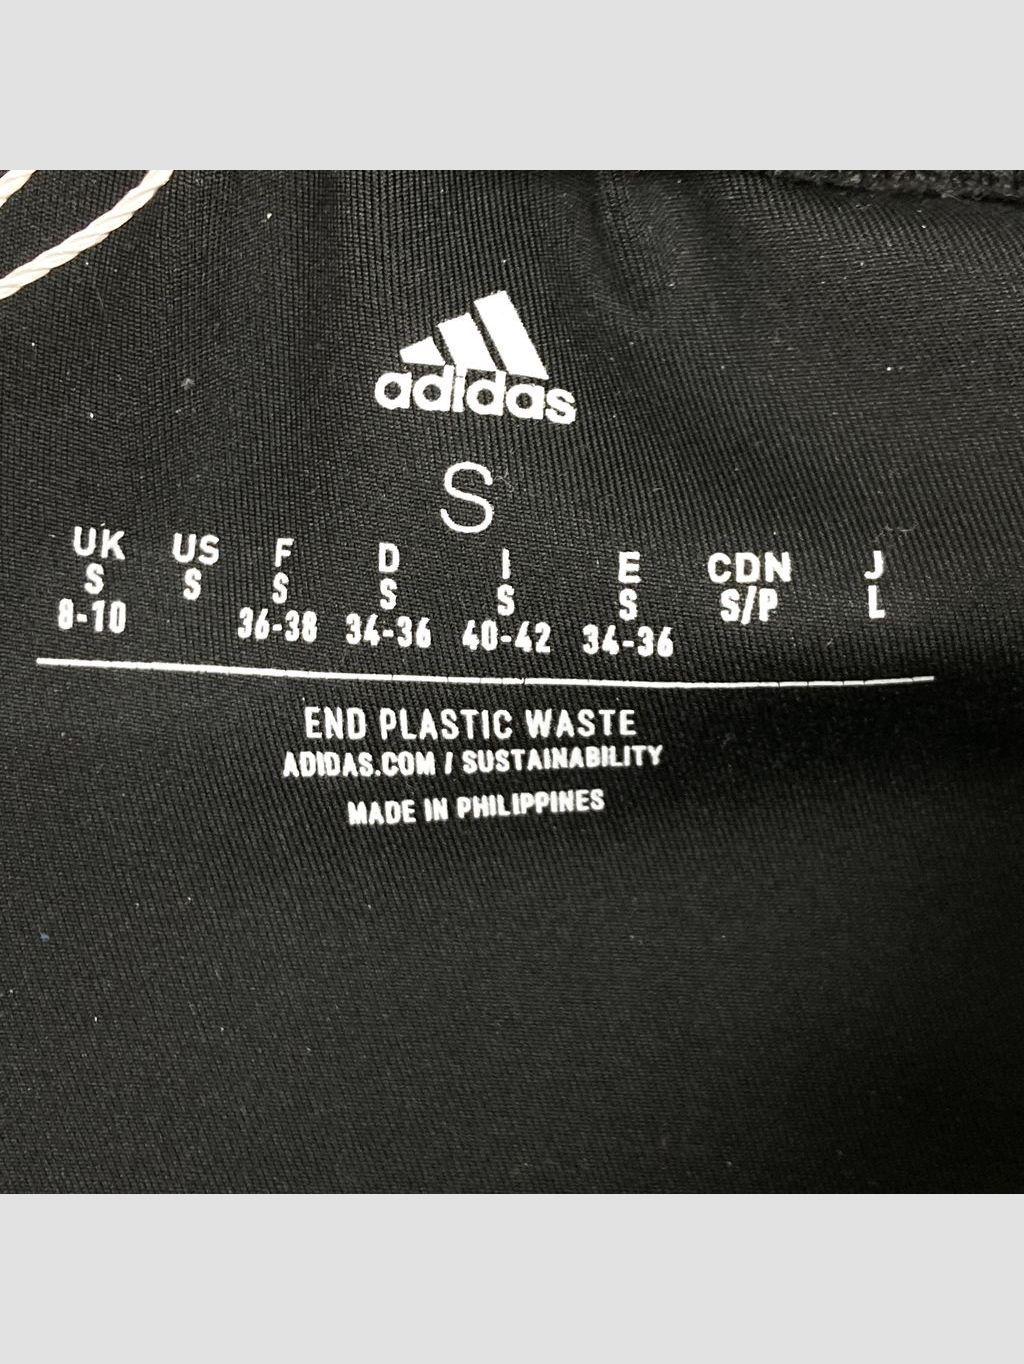 adidas
S
UK US F D I E CDN J
S S S S S S S/P L
8-10 36-38 34-36 40-42 34-36
END PLASTIC WASTE
ADIDAS.COM / SUSTAINABILITY
MADE IN PHILIPPINES